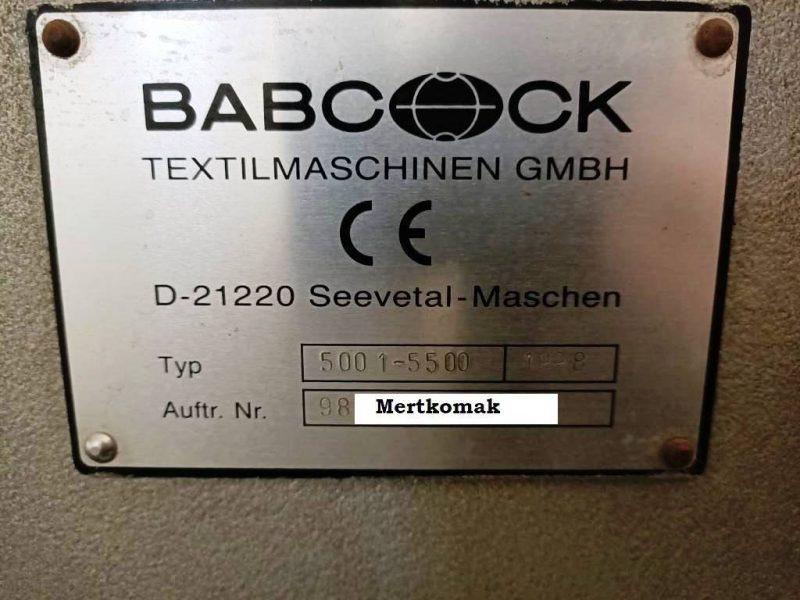 BABCOCK
TEXTILMASCHINEN GMBH
CE
D-21220 Seevetal-Maschen
Typ 5001-5500
Auftr. Nr. 98 Mertkomak